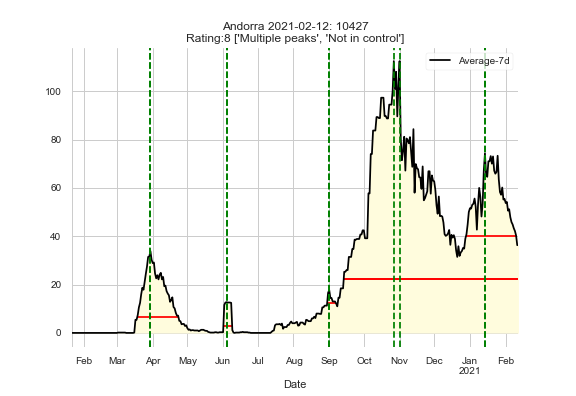 Andorra 2021-02-12: 10427
Rating:8 ['Multiple peaks', 'Not in control']
Average-7d
100
80
60
40
20
0
Feb Mar Apr May Jun Jul Aug Sep Oct Nov Dec Jan Feb
2021
Date